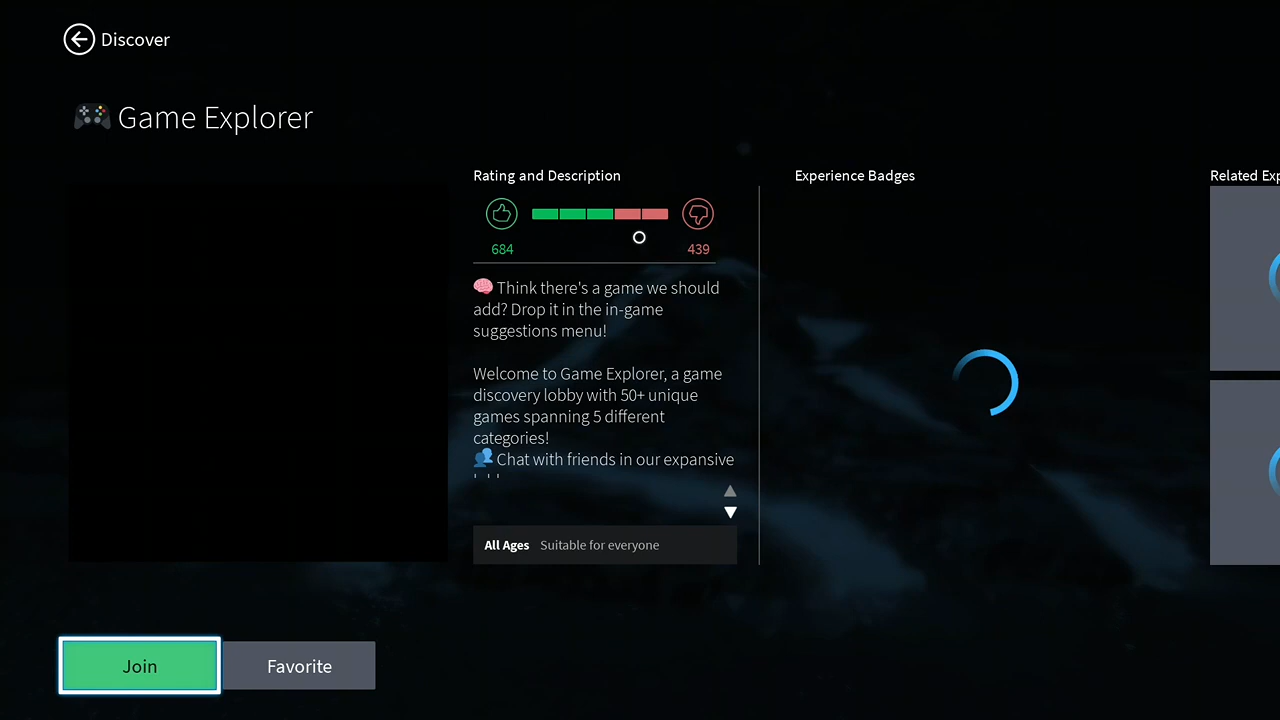 Discover
Game Explorer
Rating and Description
684
439
Think there's a game we should
add? Drop it in the in-game
suggestions menu!
Welcome to Game Explorer, a game
discovery lobby with 50+ unique
games spanning 5 different
categories!
Chat with friends in our expansive
All Ages Suitable for everyone
Experience Badges
Related Exp
Join
Favorite